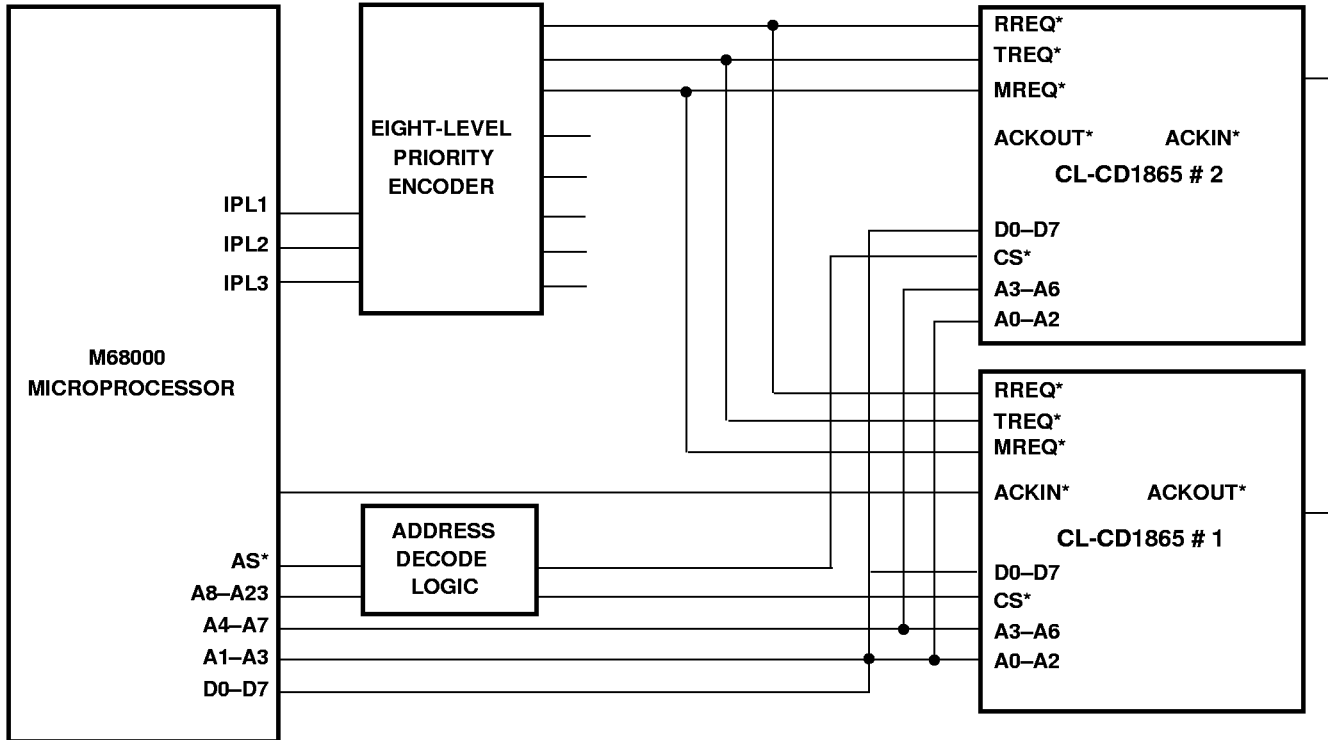 M68000
MICROPROCESSOR
IPL1
IPL2
IPL3
AS*
A8–A23
A4–A7
A1–A3
D0–D7
EIGHT-LEVEL
PRIORITY
ENCODER
ADDRESS
DECODE
LOGIC
RREQ*
TREQ*
MREQ*
ACKOUT* ACKIN*
CL-CD1865 # 2
D0–D7
CS*
A3–A6
A0–A2
RREQ*
TREQ*
MREQ*
ACKIN* ACKOUT*
CL-CD1865 # 1
D0–D7
CS*
A3–A6
A0–A2